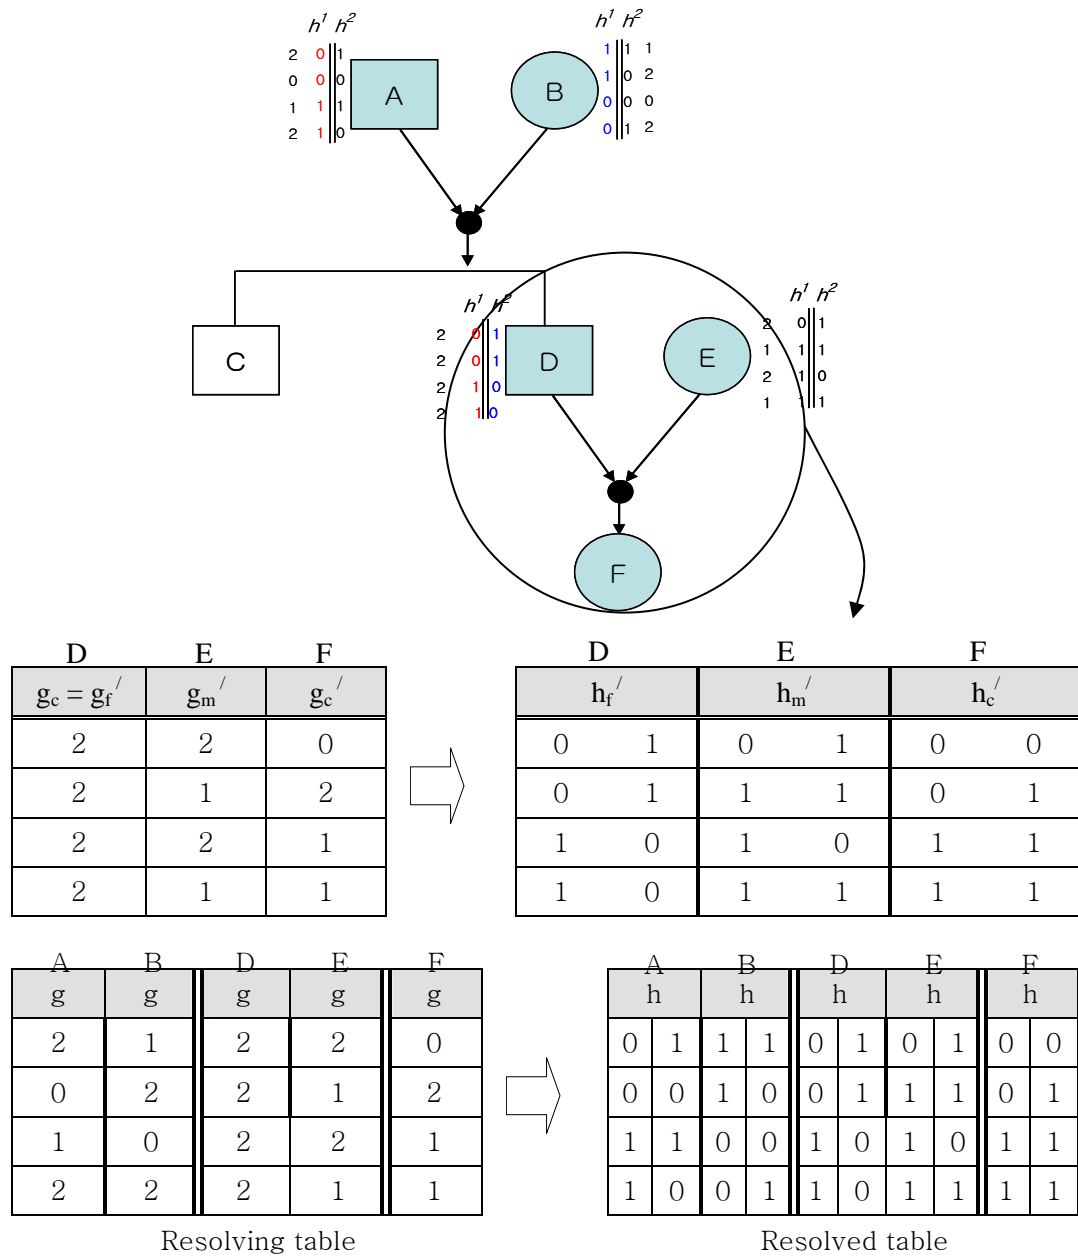 h¹ h² h¹ h²
2 0 1 A B 1 1 1
0 0 0 1 0 2
1 1 1 0 0 0
2 1 0 0 1 2
h¹ h² h¹ h²
C D E
2 0 1 2 0 1
2 0 1 1 1 1
2 1 0 2 1 0
2 1 0 1 1 1
F
D E F D E F
g_c = g_f′ g_m′ g_c′ h_f′ h_m′ h_c′
2 2 0 0 1 0 1 0 0
2 1 2 0 1 1 1 0 1
2 2 1 1 0 1 0 1 1
2 1 1 1 0 1 1 1 1
A B D E F A B D E F
g g g g g h h h h h
2 1 2 2 0 0 1 1 1 0 1 0 1 0 0
0 2 2 1 2 0 0 1 0 0 1 1 1 0 1
1 0 2 2 1 1 1 0 0 1 0 1 0 1 1
2 2 2 1 1 1 0 0 1 1 0 1 1 1 1
Resolving table Resolved table